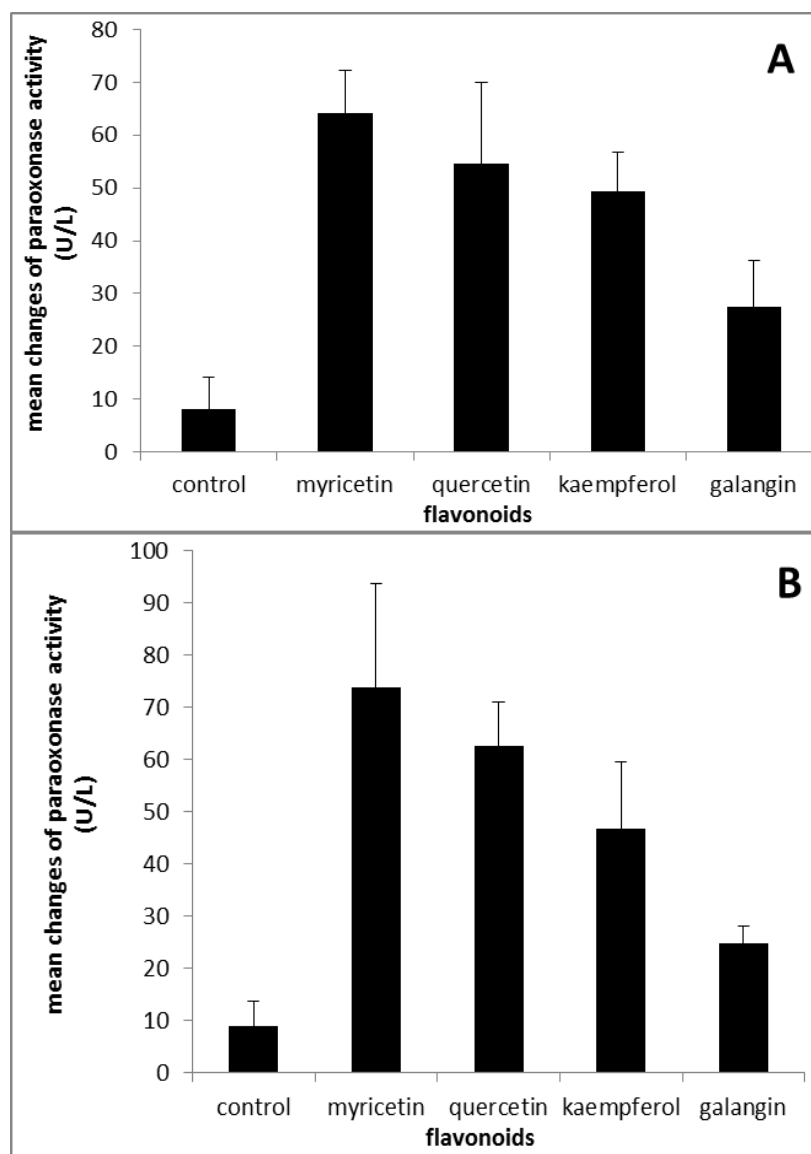 A
mean changes of paraoxonase activity
(U/L)
80
70
60
50
40
30
20
10
0
control myricetin quercetin kaempferol galangin
flavonoids
B
mean changes of paraoxonase activity
(U/L)
100
90
80
70
60
50
40
30
20
10
0
control myricetin quercetin kaempferol galangin
flavonoids